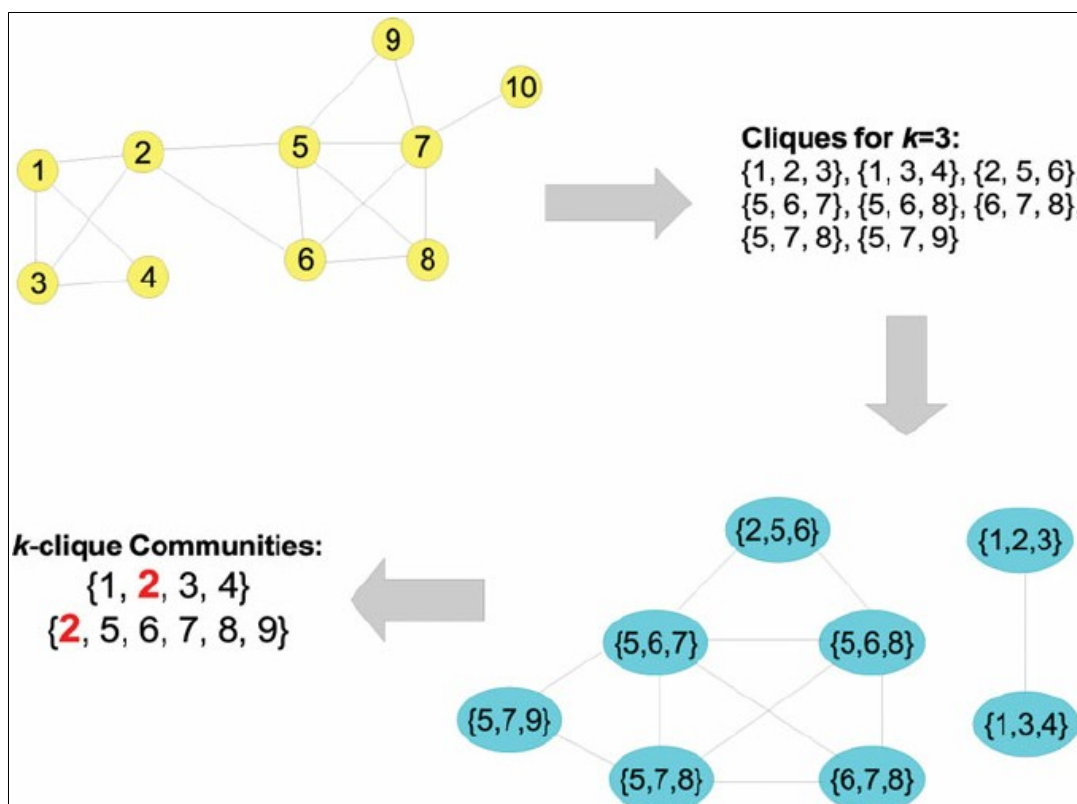 9
10
5
7
2
1
6
8
3
4
Cliques for k=3:
{1, 2, 3}, {1, 3, 4}, {2, 5, 6},
{5, 6, 7}, {5, 6, 8}, {6, 7, 8},
{5, 7, 8}, {5, 7, 9}
{2,5,6}
{1,2,3}
{5,6,7}
{5,6,8}
{5,7,9}
{1,3,4}
{5,7,8}
{6,7,8}
k-clique Communities:
{1, 2, 3, 4}
{2, 5, 6, 7, 8, 9}